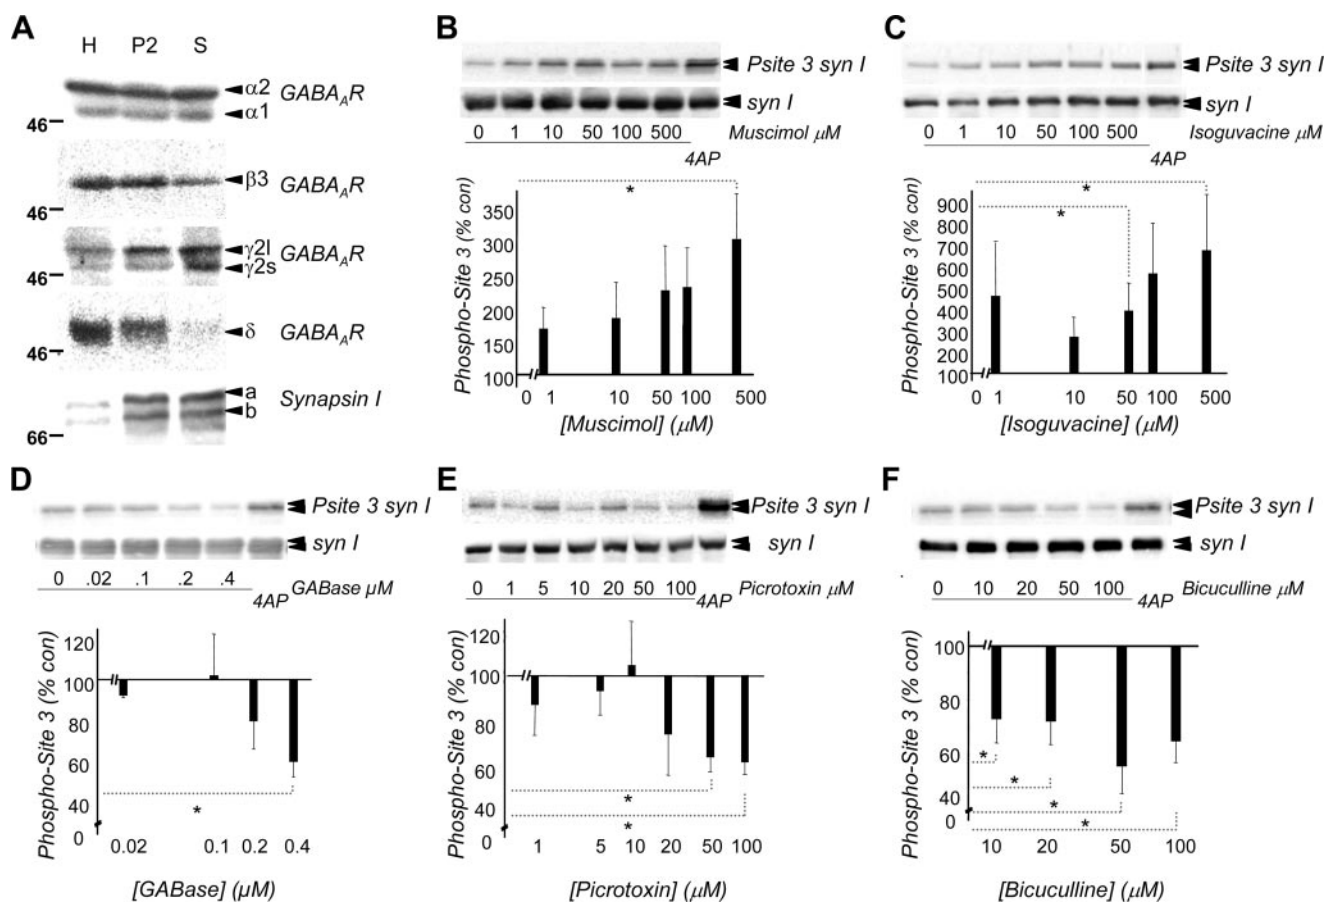 A
H P2 S
α2 GABA_AR
α1
46
β3 GABA_AR
46
γ2l GABA_AR
γ2s
46
δ GABA_AR
46
a Synapsin I
b
66
B
Psite 3 syn I
syn I
0 1 10 50 100 500 Muscimol μM
4AP
Phospho-Site 3 (% con)
350
300
250
200
150
100
*
0 1 10 50 100 500
[Muscimol] (μM)
C
Psite 3 syn I
syn I
0 1 10 50 100 500 Isoguvacine μM
4AP
Phospho-Site 3 (% con)
900
800
700
600
500
400
300
200
100
*
*
0 1 10 50 100 500
[Isoguvacine] (μM)
D
Psite 3 syn I
syn I
0 .02 .1 .2 .4 GABase μM
4AP
Phospho-Site 3 (% con)
120
100
80
60
40
0
*
0.02 0.1 0.2 0.4
[GABase] (μM)
E
Psite 3 syn I
syn I
0 1 5 10 20 50 100 Picrotoxin μM
4AP
Phospho-Site 3 (% con)
120
100
80
60
40
0
*
*
1 5 10 20 50 100
[Picrotoxin] (μM)
F
Psite 3 syn I
syn I
0 10 20 50 100 Bicuculline μM
4AP
Phospho-Site 3 (% con)
100
80
60
40
0
*
*
*
*
10 20 50 100
[Bicuculline] (μM)